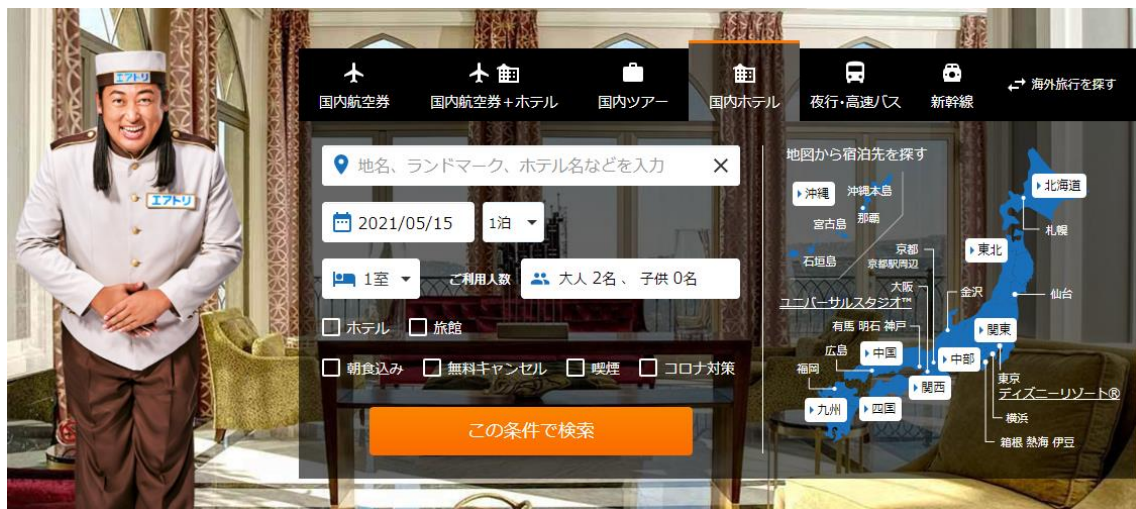 エアトリ
エアトリ
国内航空券
国内航空券+ホテル
国内ツアー
国内ホテル
夜行・高速バス
新幹線
海外旅行を探す
地名、ランドマーク、ホテル名などを入力
2021/05/15
1泊
1室
ご利用人数
大人 2名 、 子供 0名
ホテル
旅館
朝食込み
無料キャンセル
喫煙
コロナ対策
この条件で検索
地図から宿泊先を探す
沖縄
沖縄本島
宮古島
那覇
石垣島
京都
京都駅周辺
大阪
ユニバーサルスタジオ™
有馬 明石 神戸
広島
中国
福岡
九州
四国
関西
中部
金沢
北海道
札幌
東北
仙台
関東
東京
ディズニーリゾート®
横浜
箱根 熱海 伊豆